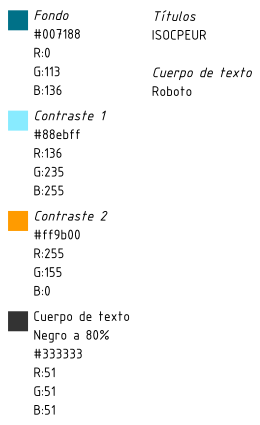 Fondo
#007188
R:0
G:113
B:136
Contraste 1
#88ebff
R:136
G:235
B:255
Contraste 2
#ff9b00
R:255
G:155
B:0
Cuerpo de texto
Negro a 80%
#333333
R:51
G:51
B:51
Títulos
ISOCPEUR
Cuerpo de texto
Roboto